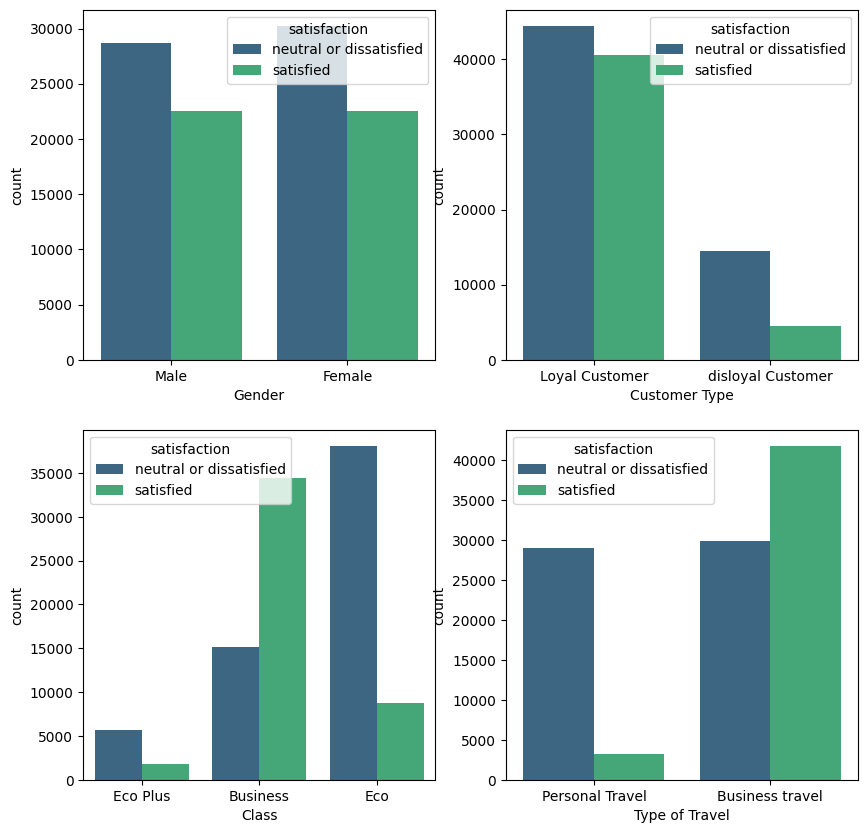 satisfaction
neutral or dissatisfied
satisfied
30000
25000
20000
15000
10000
5000
0
count
Male
Female
Gender
satisfaction
neutral or dissatisfied
satisfied
40000
30000
20000
10000
0
count
Loyal Customer
disloyal Customer
Customer Type
satisfaction
neutral or dissatisfied
satisfied
35000
30000
25000
20000
15000
10000
5000
0
count
Eco Plus
Business
Eco
Class
satisfaction
neutral or dissatisfied
satisfied
40000
35000
30000
25000
20000
15000
10000
5000
0
count
Personal Travel
Business travel
Type of Travel